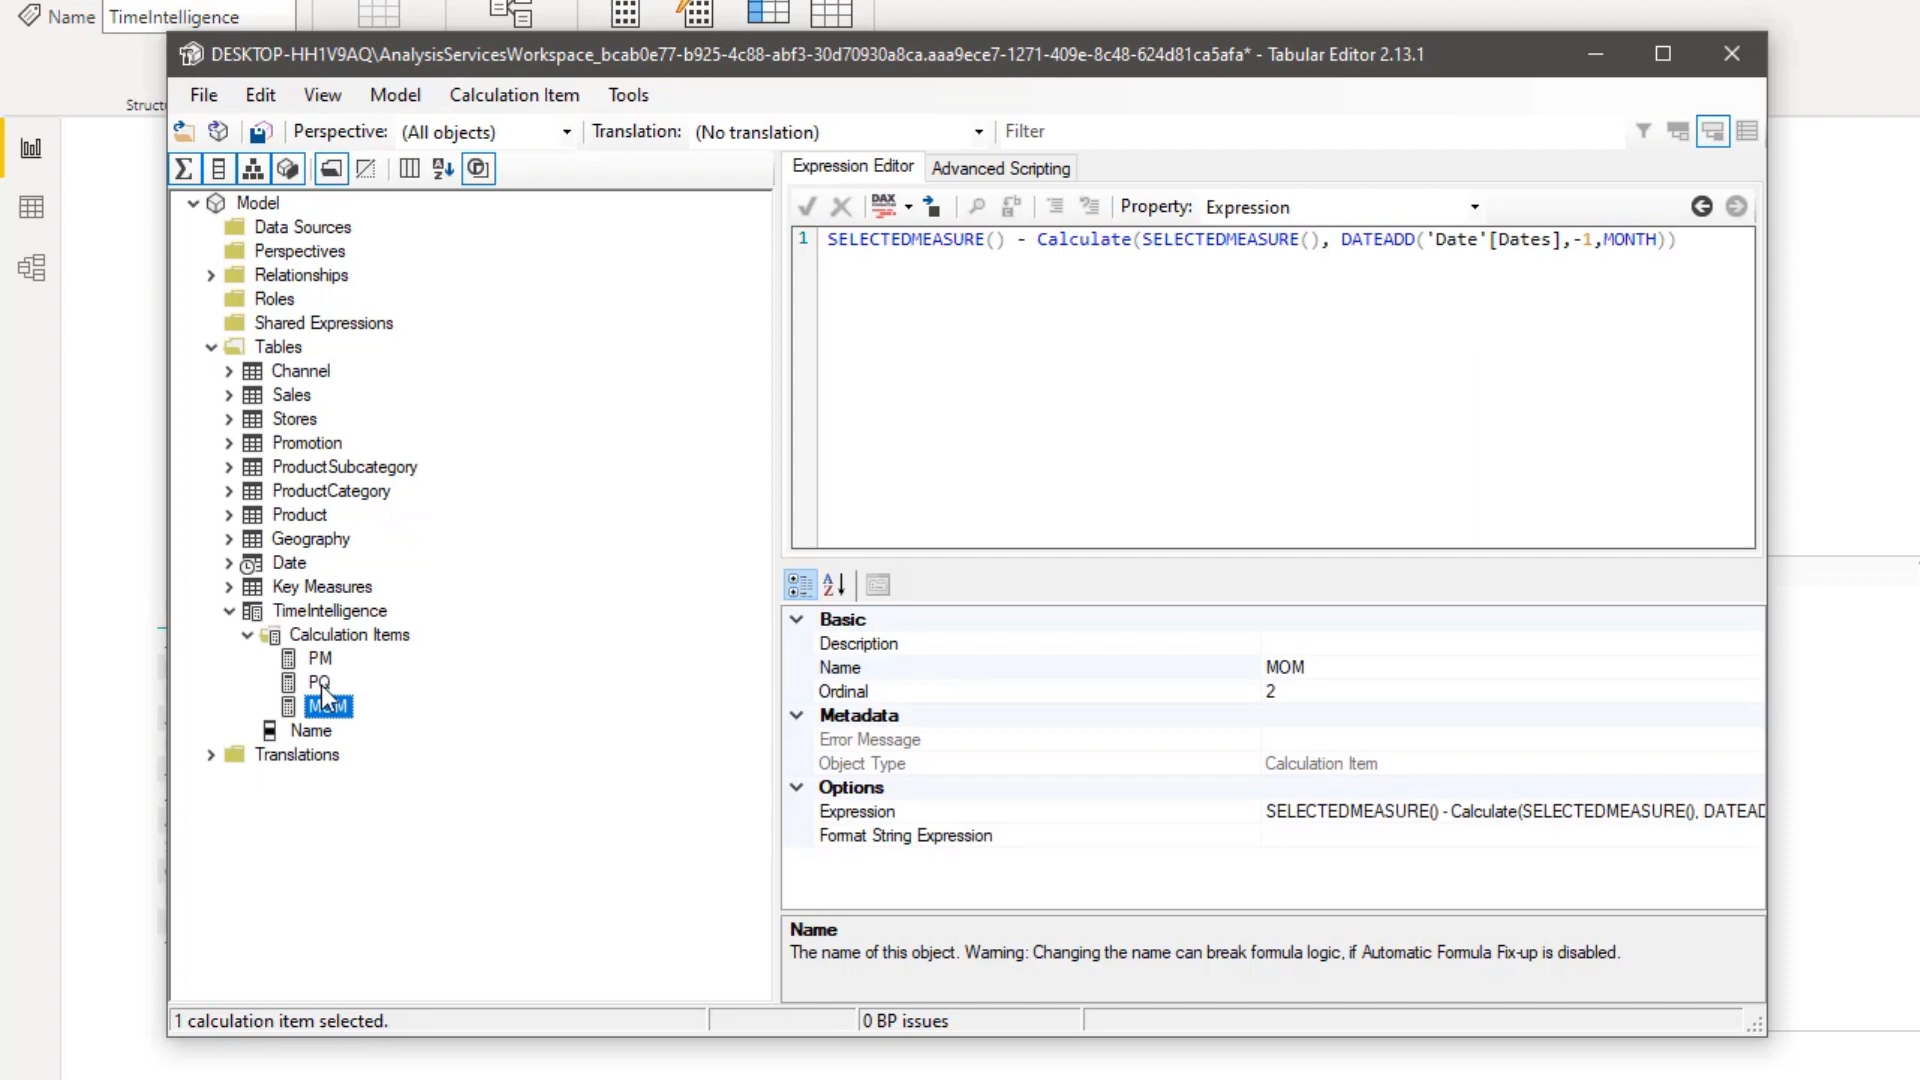 Name TimeIntelligence
DESKTOP-HH1V9AQ\AnalysisServicesWorkspace_bcab0e77-b925-4c88-abf3-30d70930a8ca.aaa9ece7-1271-409e-8c48-624d81ca5afa* - Tabular Editor 2.13.1
Struct
File Edit View Model Calculation Item Tools
Perspective: (All objects) Translation: (No translation) Filter
Expression Editor Advanced Scripting
DAX Property: Expression
1 SELECTEDMEASURE() - Calculate(SELECTEDMEASURE(), DATEADD('Date'[Dates],-1,MONTH))
Model
Data Sources
Perspectives
Relationships
Roles
Shared Expressions
Tables
Channel
Sales
Stores
Promotion
ProductSubcategory
ProductCategory
Product
Geography
Date
Key Measures
TimeIntelligence
Calculation Items
PM
PQ
MOM
Name
Translations
Basic
Description
Name MOM
Ordinal 2
Metadata
Error Message
Object Type Calculation Item
Options
Expression SELECTEDMEASURE() - Calculate(SELECTEDMEASURE(), DATEAD
Format String Expression
Name
The name of this object. Warning: Changing the name can break formula logic, if Automatic Formula Fix-up is disabled.
1 calculation item selected. 0 BP issues